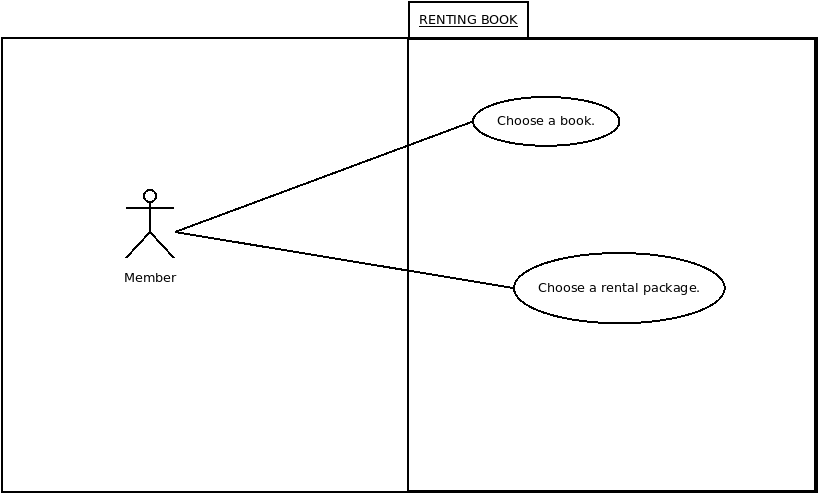 RENTING BOOK
Choose a book.
Member
Choose a rental package.